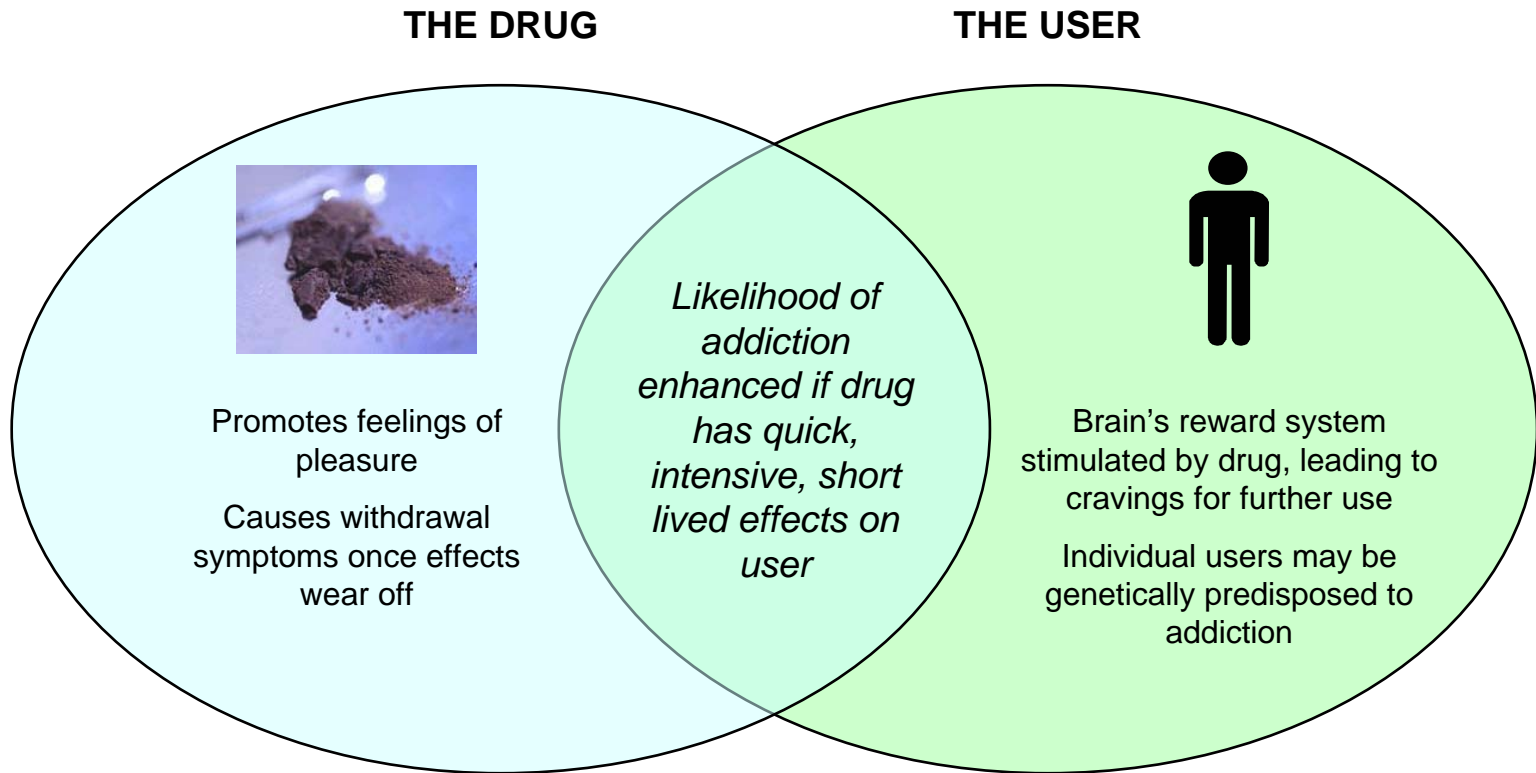 THE DRUG
THE USER
Promotes feelings of
pleasure
Causes withdrawal
symptoms once effects
wear off
Likelihood of
addiction
enhanced if drug
has quick,
intensive, short
lived effects on
user
Brain’s reward system
stimulated by drug, leading to
cravings for further use
Individual users may be
genetically predisposed to
addiction